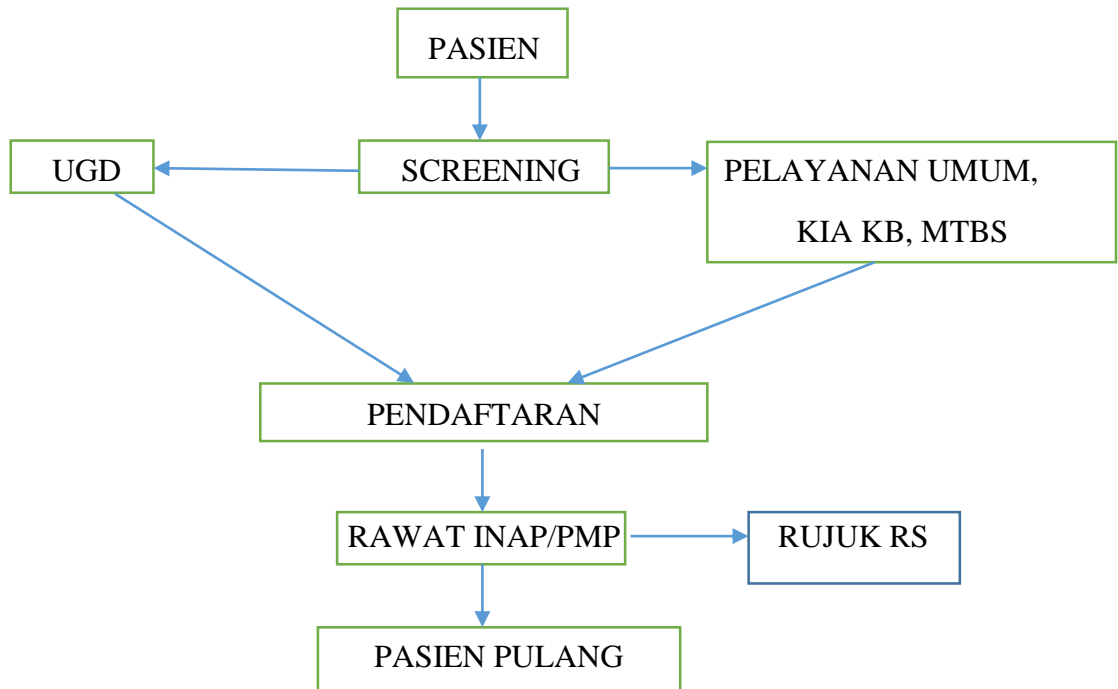 PASIEN
UGD
SCREENING
PELAYANAN UMUM,
KIA KB, MTBS
PENDAFTARAN
RAWAT INAP/PMP
RUJUK RS
PASIEN PULANG